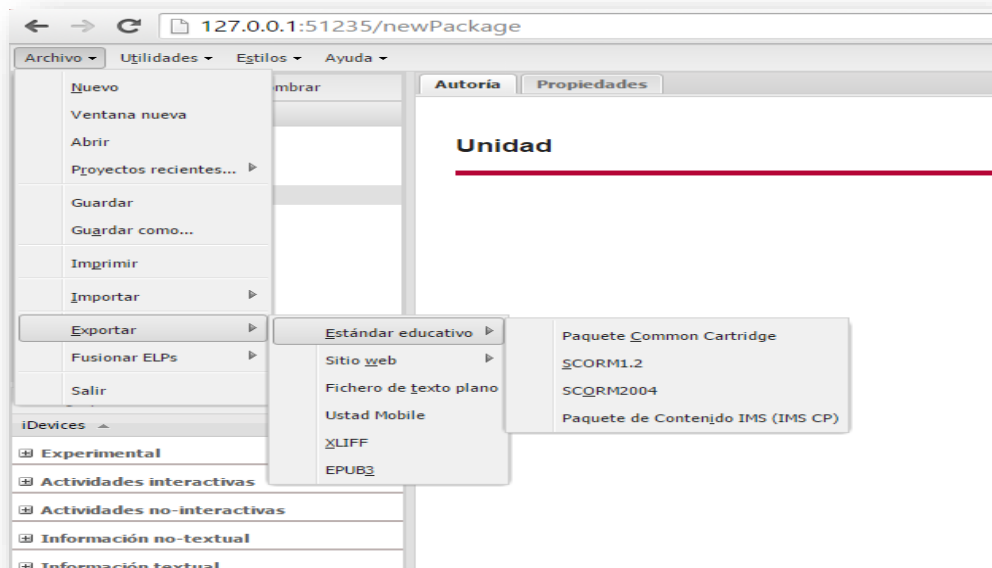 127.0.0.1:51235/newPackage
Archivo Utilidades Estilos Ayuda
Nuevo
Ventana nueva
Abrir
Proyectos recientes...
Guardar
Guardar como...
Imprimir
Importar
Exportar
Fusionar ELPs
Salir
Estándar educativo
Sitio web
Fichero de texto plano
Ustad Mobile
XLIFF
EPUB3
Paquete Common Cartridge
SCORM1.2
SCORM2004
Paquete de Contenido IMS (IMS CP)
mbrar
iDevices
Experimental
Actividades interactivas
Actividades no-interactivas
Información no-textual
Información textual
Autoría Propiedades
Unidad